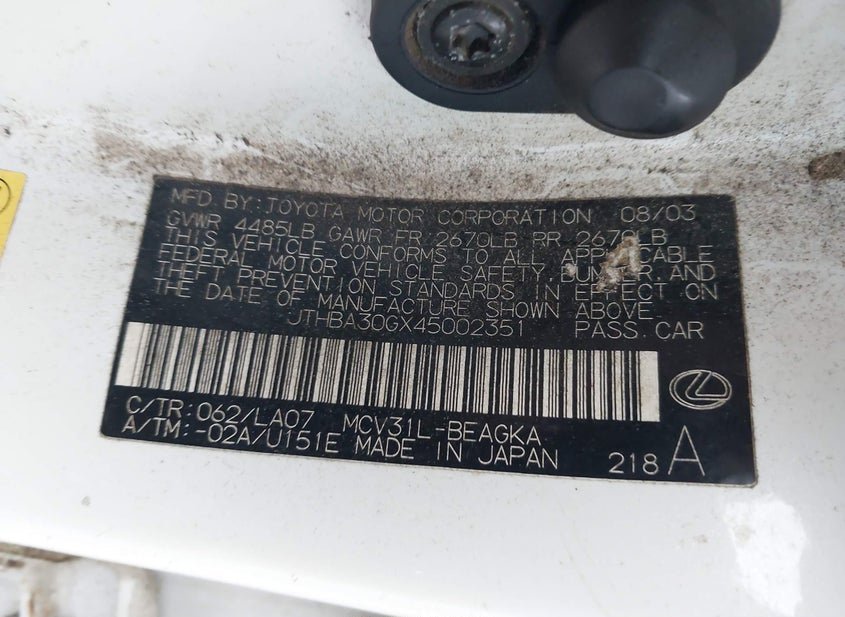 MFD BY: TOYOTA MOTOR CORPORATION 08/03
GVWR 4485LB GAWR FR 2670LB RR 2670LB
THIS VEHICLE CONFORMS TO ALL APPLICABLE
FEDERAL MOTOR VEHICLE SAFETY, BUMPER, AND
THEFT PREVENTION STANDARDS IN EFFECT ON
THE DATE OF MANUFACTURE SHOWN ABOVE.
JTHBA30GX45002351 PASS.CAR
C/TR: 062/LA07 MCV31L-BEAGKA
A/TM: -02A/U151E MADE IN JAPAN 218 A